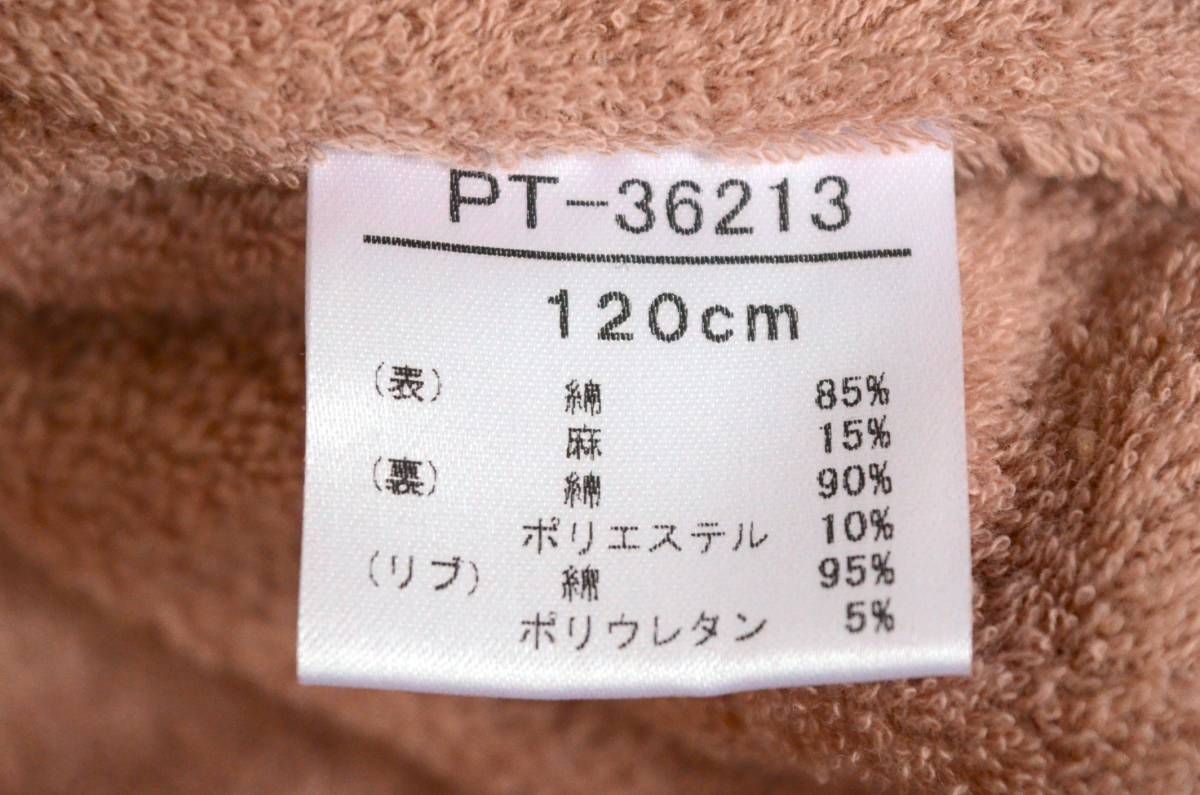 PT-36213
120cm
(表) 綿 85%
麻 15%
(裏) 綿 90%
ポリエステル 10%
(リブ) 綿 95%
ポリウレタン 5%